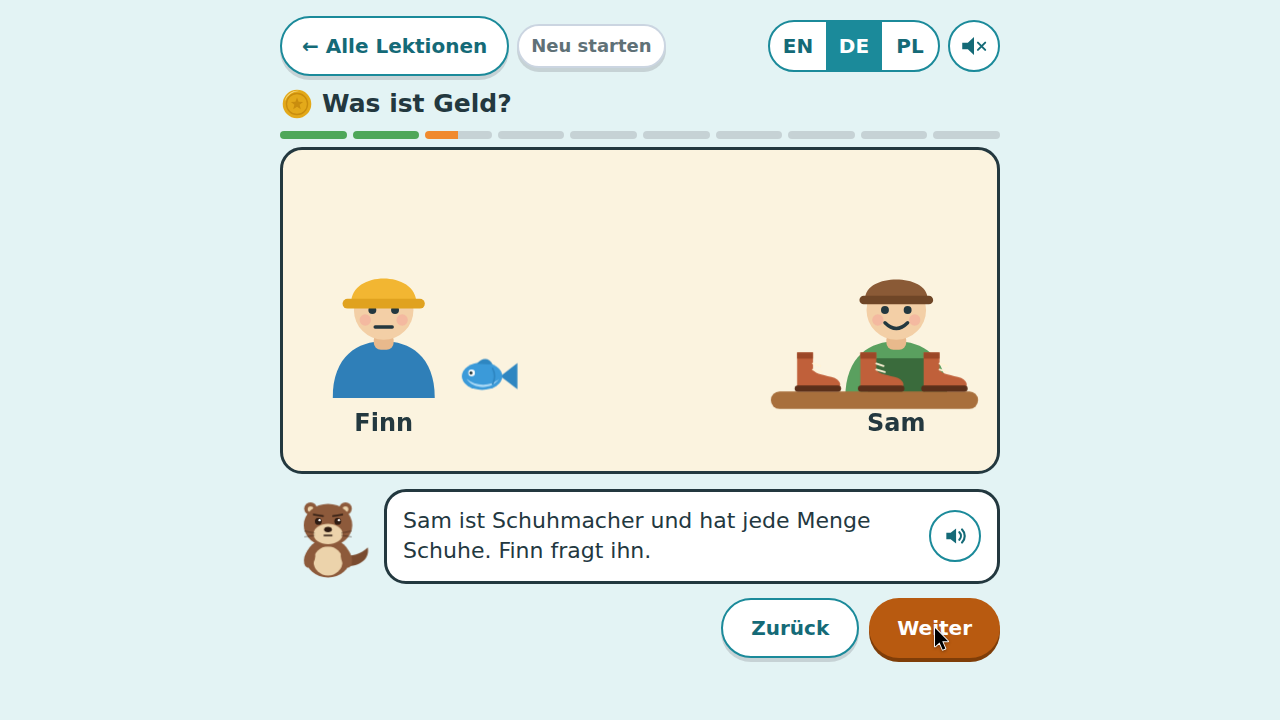 ← Alle Lektionen
Neu starten
EN DE PL
Was ist Geld?
Finn
Sam
Sam ist Schuhmacher und hat jede Menge
Schuhe. Finn fragt ihn.
Zurück
Weiter